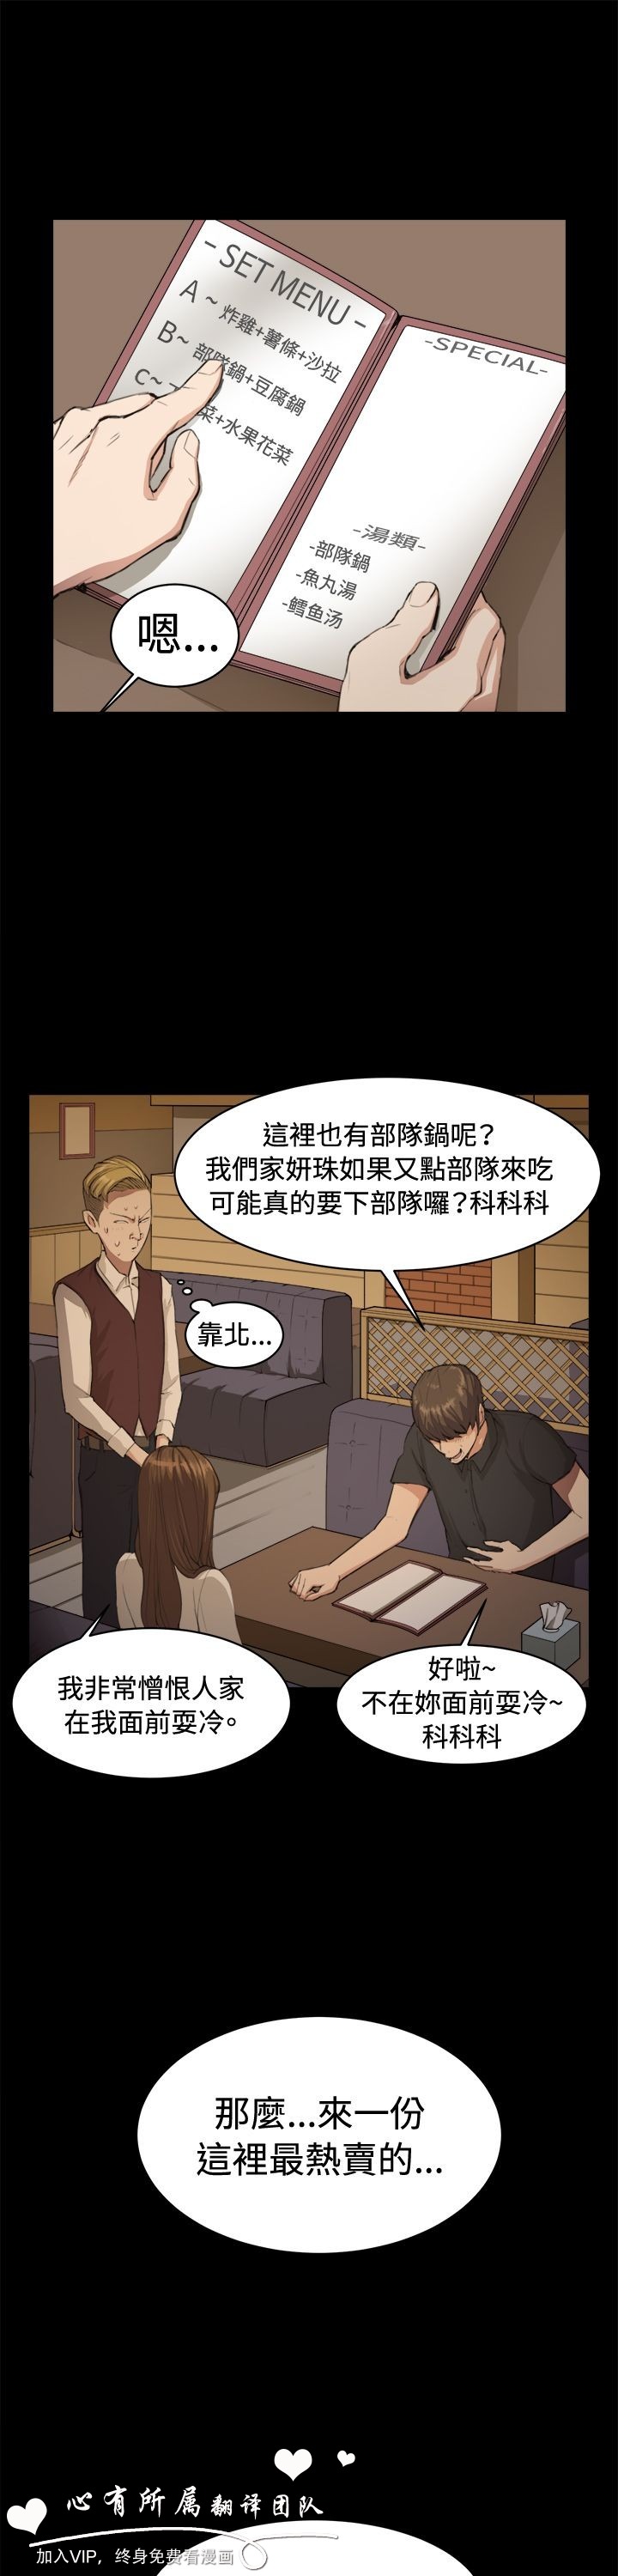 - SET MENU -
A ~ 炸雞+薯條+沙拉
B~ 部隊鍋+豆腐鍋
C~ 菜+水果花菜
-SPECIAL-
-湯類-
-部隊鍋
-魚丸湯
-鳕鱼汤
嗯...
這裡也有部隊鍋呢?
我們家妍珠如果又點部隊來吃
可能真的要下部隊囉?科科科
靠北...
我非常憎恨人家
在我面前耍冷。
好啦~
不在妳面前耍冷~
科科科
那麼...來一份
這裡最熱賣的...
心有所属翻译团队
加入VIP，终身免费看漫画